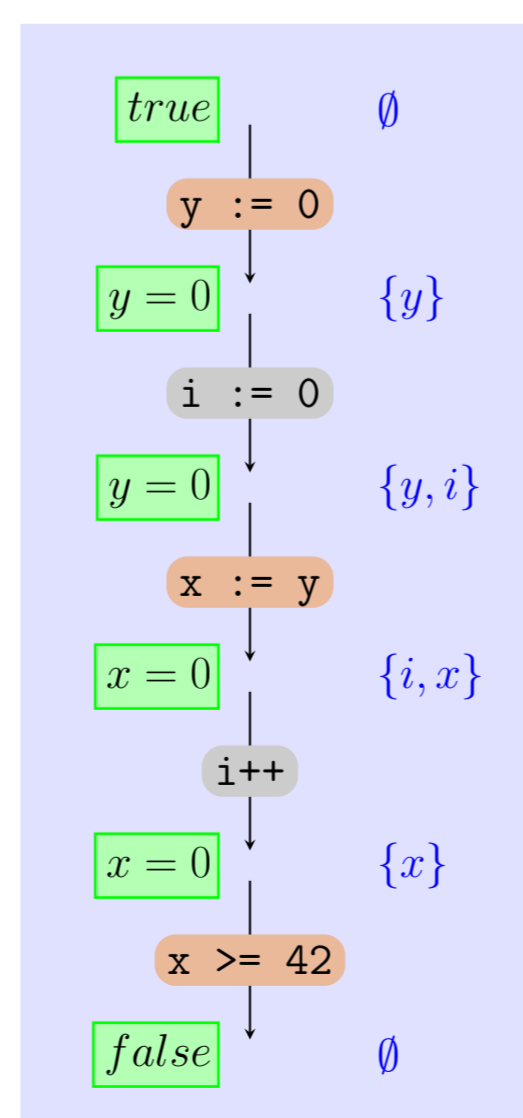 true ∅
y := 0
y = 0 {y}
i := 0
y = 0 {y, i}
x := y
x = 0 {i, x}
i++
x = 0 {x}
x >= 42
false ∅